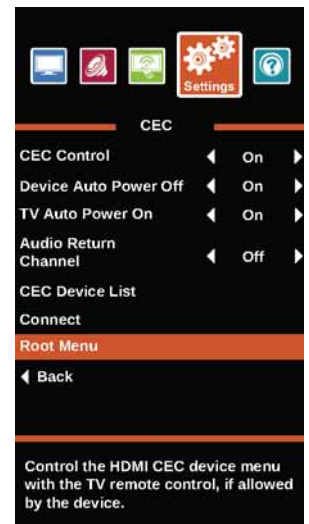 Settings
CEC
CEC Control On
Device Auto Power Off On
TV Auto Power On On
Audio Return
Channel Off
CEC Device List
Connect
Root Menu
Back
Control the HDMI CEC device menu
with the TV remote control, if allowed
by the device.